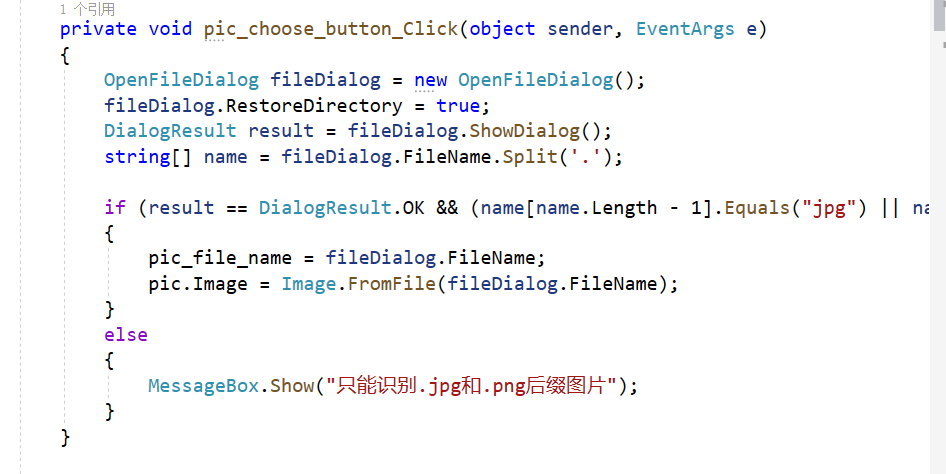 1 个引用
private void pic_choose_button_Click(object sender, EventArgs e)
{
OpenFileDialog fileDialog = new OpenFileDialog();
fileDialog.RestoreDirectory = true;
DialogResult result = fileDialog.ShowDialog();
string[] name = fileDialog.FileName.Split('.');
if (result == DialogResult.OK && (name[name.Length - 1].Equals("jpg") || na
{
pic_file_name = fileDialog.FileName;
pic.Image = Image.FromFile(fileDialog.FileName);
}
else
{
MessageBox.Show("只能识别.jpg和.png后缀图片");
}
}